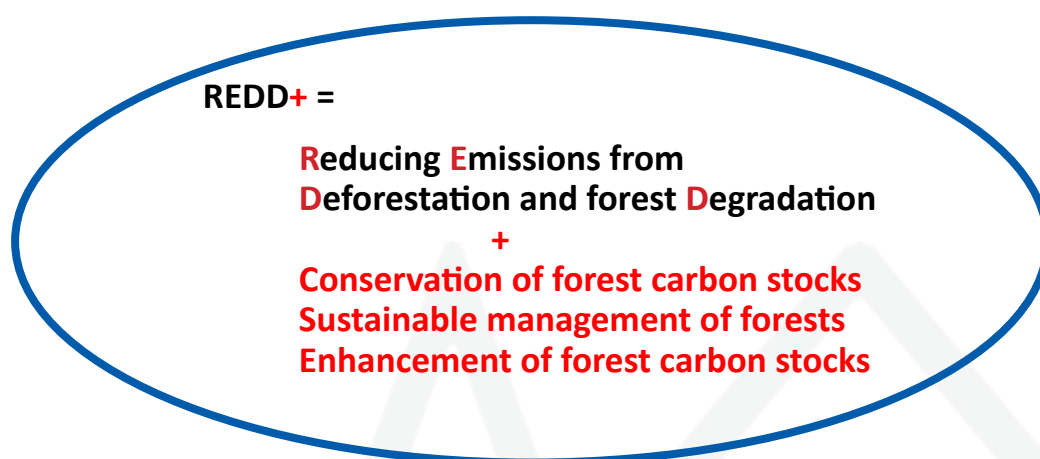 REDD+ =
Reducing Emissions from
Deforestation and forest Degradation
+
Conservation of forest carbon stocks
Sustainable management of forests
Enhancement of forest carbon stocks